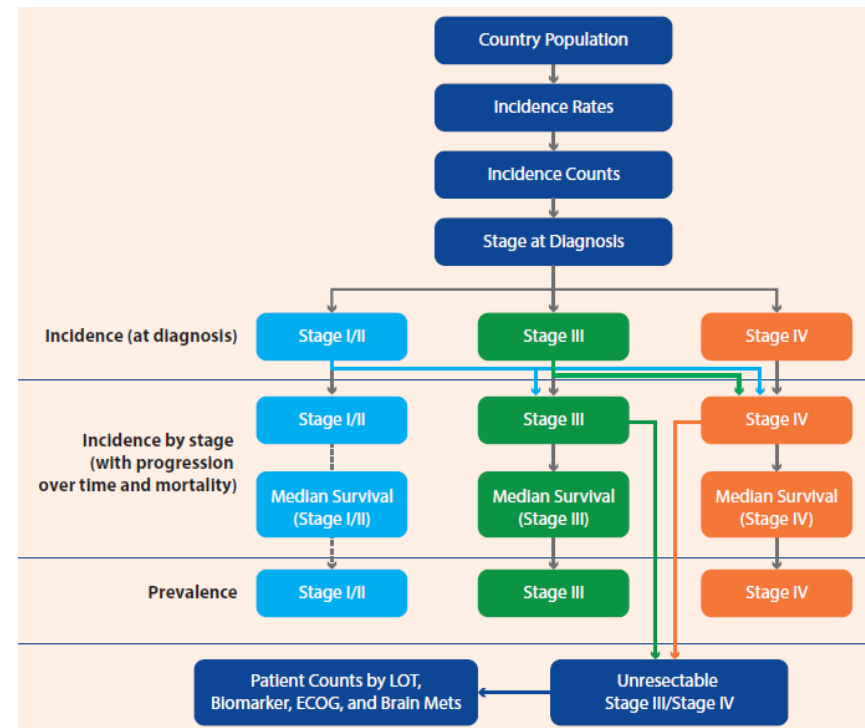 Country Population
Incidence Rates
Incidence Counts
Stage at Diagnosis
Incidence (at diagnosis)
Stage I/II
Stage III
Stage IV
Incidence by stage
(with progression
over time and mortality)
Stage I/II
Stage III
Stage IV
Median Survival
(Stage I/II)
Median Survival
(Stage III)
Median Survival
(Stage IV)
Prevalence
Stage I/II
Stage III
Stage IV
Patient Counts by LOT,
Biomarker, ECOG, and Brain Mets
Unresectable
Stage III/Stage IV